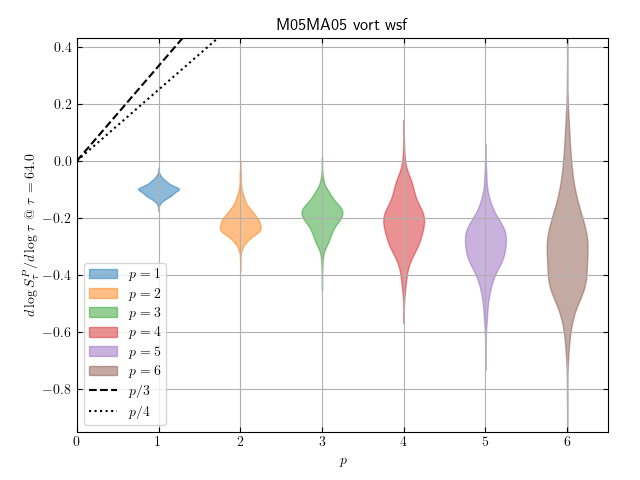 M05MA05 vort wsf
0.4
0.2
0.0
−0.2
−0.4
−0.6
−0.8
d log S_τ^P / d log τ @ τ = 64.0
p = 1
p = 2
p = 3
p = 4
p = 5
p = 6
p/3
p/4
0 1 2 3 4 5 6
p